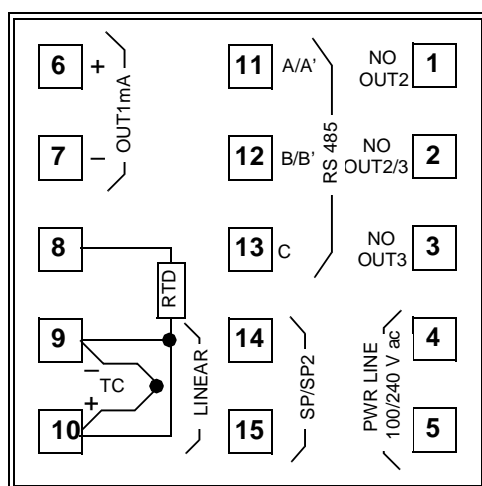 6 + 11 A/A' NO OUT2 1
OUT1mA
7 – 12 B/B' NO OUT2/3 2
RS 485
8 13 C NO OUT3 3
RTD
9 14 4
– TC +
LINEAR
SP/SP2
PWR LINE
100/240 V ac
10 15 5